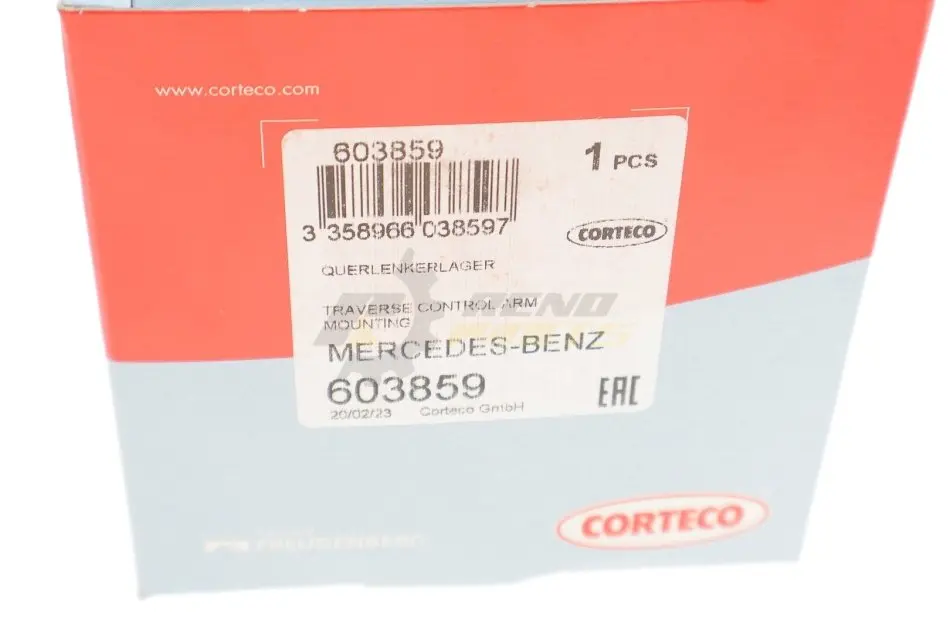 www.corteco.com
603859
1 PCS
3 358966 038597
CORTECO
QUERLENKERLAGER
TRAVERSE CONTROL ARM
MOUNTING
MERCEDES-BENZ
603859
EAC
20/02/23 Corteco GmbH
CORTECO
FREUDENBERG